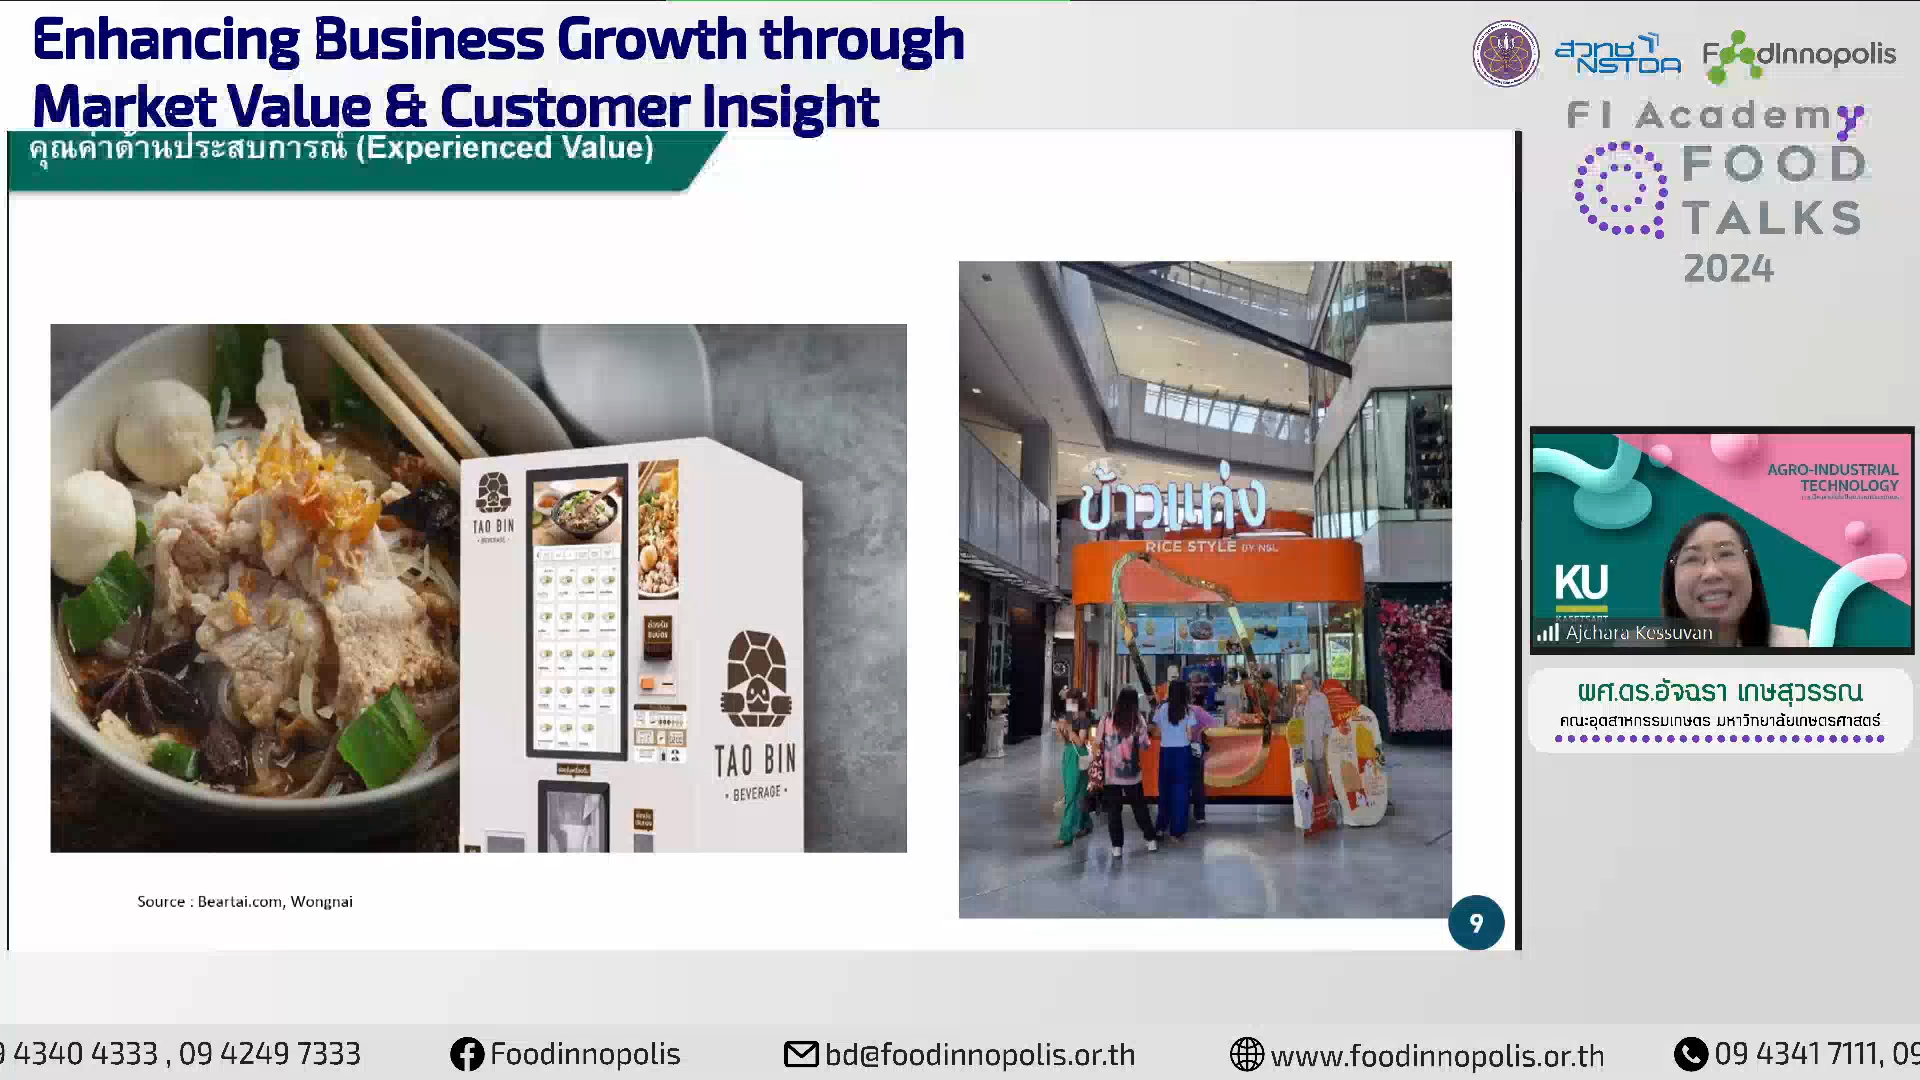 Enhancing Business Growth through
Market Value & Customer Insight
สวทช
NSTDA
FoodInnopolis
FI Academy
FOOD
TALKS
2024
คุณค่าด้านประสบการณ์ (Experienced Value)
TAO BIN
BEVERAGE
TAO BIN
• BEVERAGE •
ข้าวแท่ง
RICE STYLE BY NSL
Source : Beartai.com, Wongnai
9
AGRO-INDUSTRIAL
TECHNOLOGY
KU
KASETSART
Ajchara Kessuvan
ผศ.ดร.อัจฉรา เกษสุวรรณ
คณะอุตสาหกรรมเกษตร มหาวิทยาลัยเกษตรศาสตร์
9 4340 4333 , 09 4249 7333
Foodinnopolis
bd@foodinnopolis.or.th
www.foodinnopolis.or.th
09 4341 7111, 09